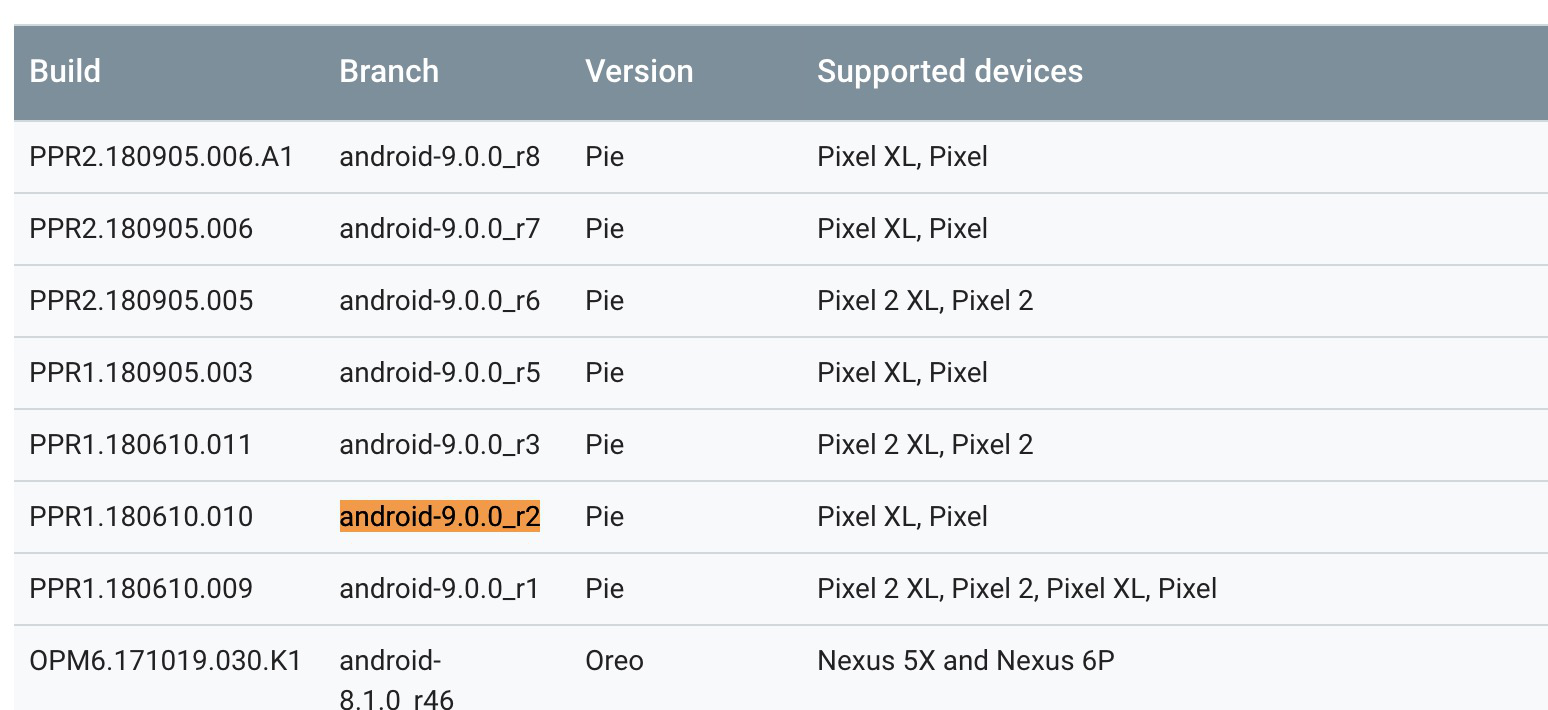 Build Branch Version Supported devices
PPR2.180905.006.A1 android-9.0.0_r8 Pie Pixel XL, Pixel
PPR2.180905.006 android-9.0.0_r7 Pie Pixel XL, Pixel
PPR2.180905.005 android-9.0.0_r6 Pie Pixel 2 XL, Pixel 2
PPR1.180905.003 android-9.0.0_r5 Pie Pixel XL, Pixel
PPR1.180610.011 android-9.0.0_r3 Pie Pixel 2 XL, Pixel 2
PPR1.180610.010 android-9.0.0_r2 Pie Pixel XL, Pixel
PPR1.180610.009 android-9.0.0_r1 Pie Pixel 2 XL, Pixel 2, Pixel XL, Pixel
OPM6.171019.030.K1 android- Oreo Nexus 5X and Nexus 6P
8.1.0_r46